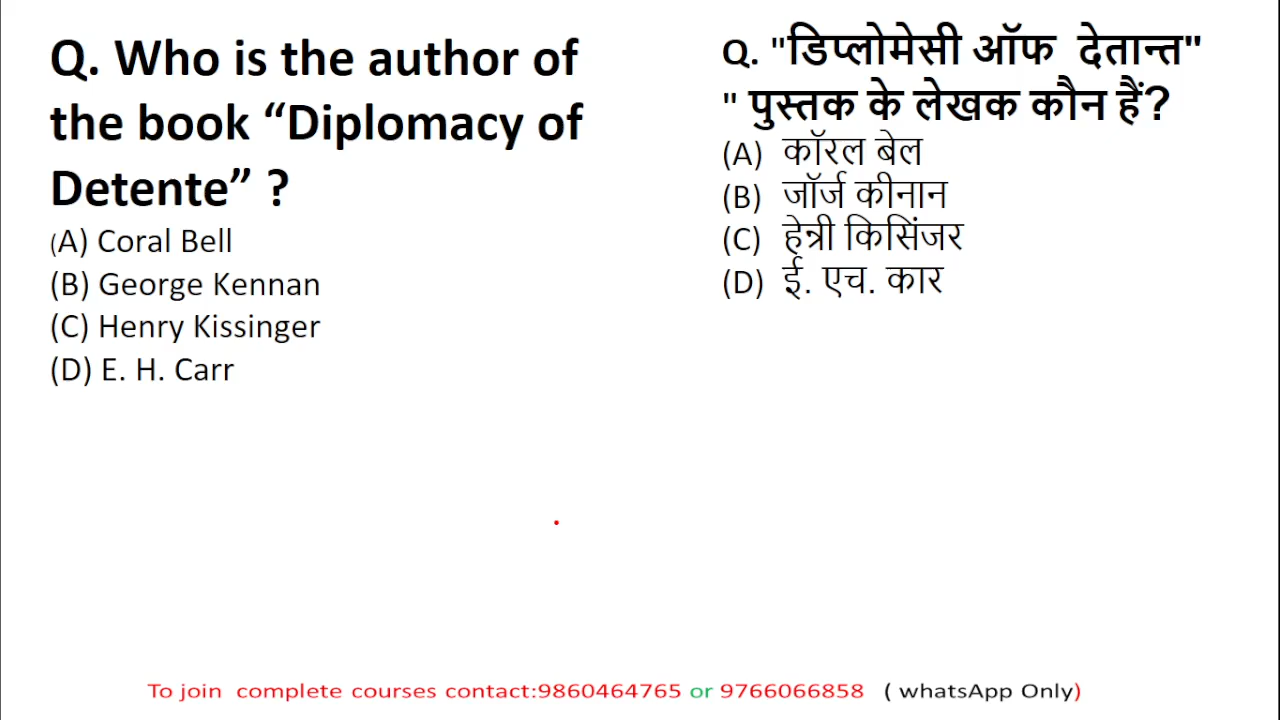 Q. Who is the author of
the book “Diplomacy of
Detente” ?
(A) Coral Bell
(B) George Kennan
(C) Henry Kissinger
(D) E. H. Carr
Q. "डिप्लोमेसी ऑफ देतान्त"
" पुस्तक के लेखक कौन हैं?
(A) कॉरल बेल
(B) जॉर्ज कीनान
(C) हेन्री किसिंजर
(D) ई. एच. कार
To join complete courses contact:9860464765 or 9766066858 ( whatsApp Only)